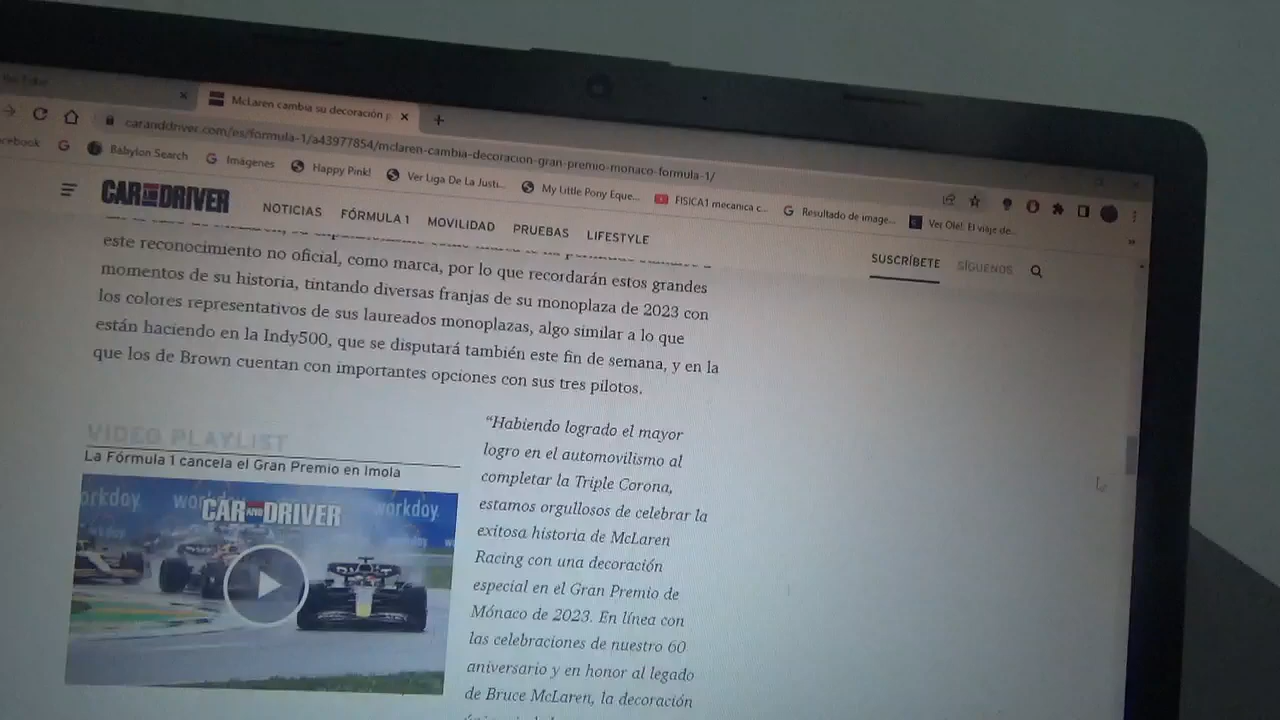 McLaren cambia su decoración p
caranddriver.com/es/formula-1/a43977854/mclaren-cambia-decoracion-gran-premio-monaco-formula-1/
cebook
Babylon Search
Imágenes
Happy Pink!
Ver Liga De La Justi...
My Little Pony Eque...
FISICA1 mecanica c...
Resultado de image...
Ver Olé!. El viaje de...
CAR AND DRIVER
NOTICIAS FÓRMULA 1 MOVILIDAD PRUEBAS LIFESTYLE
SUSCRÍBETE SÍGUENOS
este reconocimiento no oficial, como marca, por lo que recordarán estos grandes
momentos de su historia, tintando diversas franjas de su monoplaza de 2023 con
los colores representativos de sus laureados monoplazas, algo similar a lo que
están haciendo en la Indy500, que se disputará también este fin de semana, y en la
que los de Brown cuentan con importantes opciones con sus tres pilotos.
VIDEO PLAYLIST
La Fórmula 1 cancela el Gran Premio en Imola
orkday
workday
workday.
CAR AND DRIVER
“Habiendo logrado el mayor
logro en el automovilismo al
completar la Triple Corona,
estamos orgullosos de celebrar la
exitosa historia de McLaren
Racing con una decoración
especial en el Gran Premio de
Mónaco de 2023. En línea con
las celebraciones de nuestro 60
aniversario y en honor al legado
de Bruce McLaren, la decoración